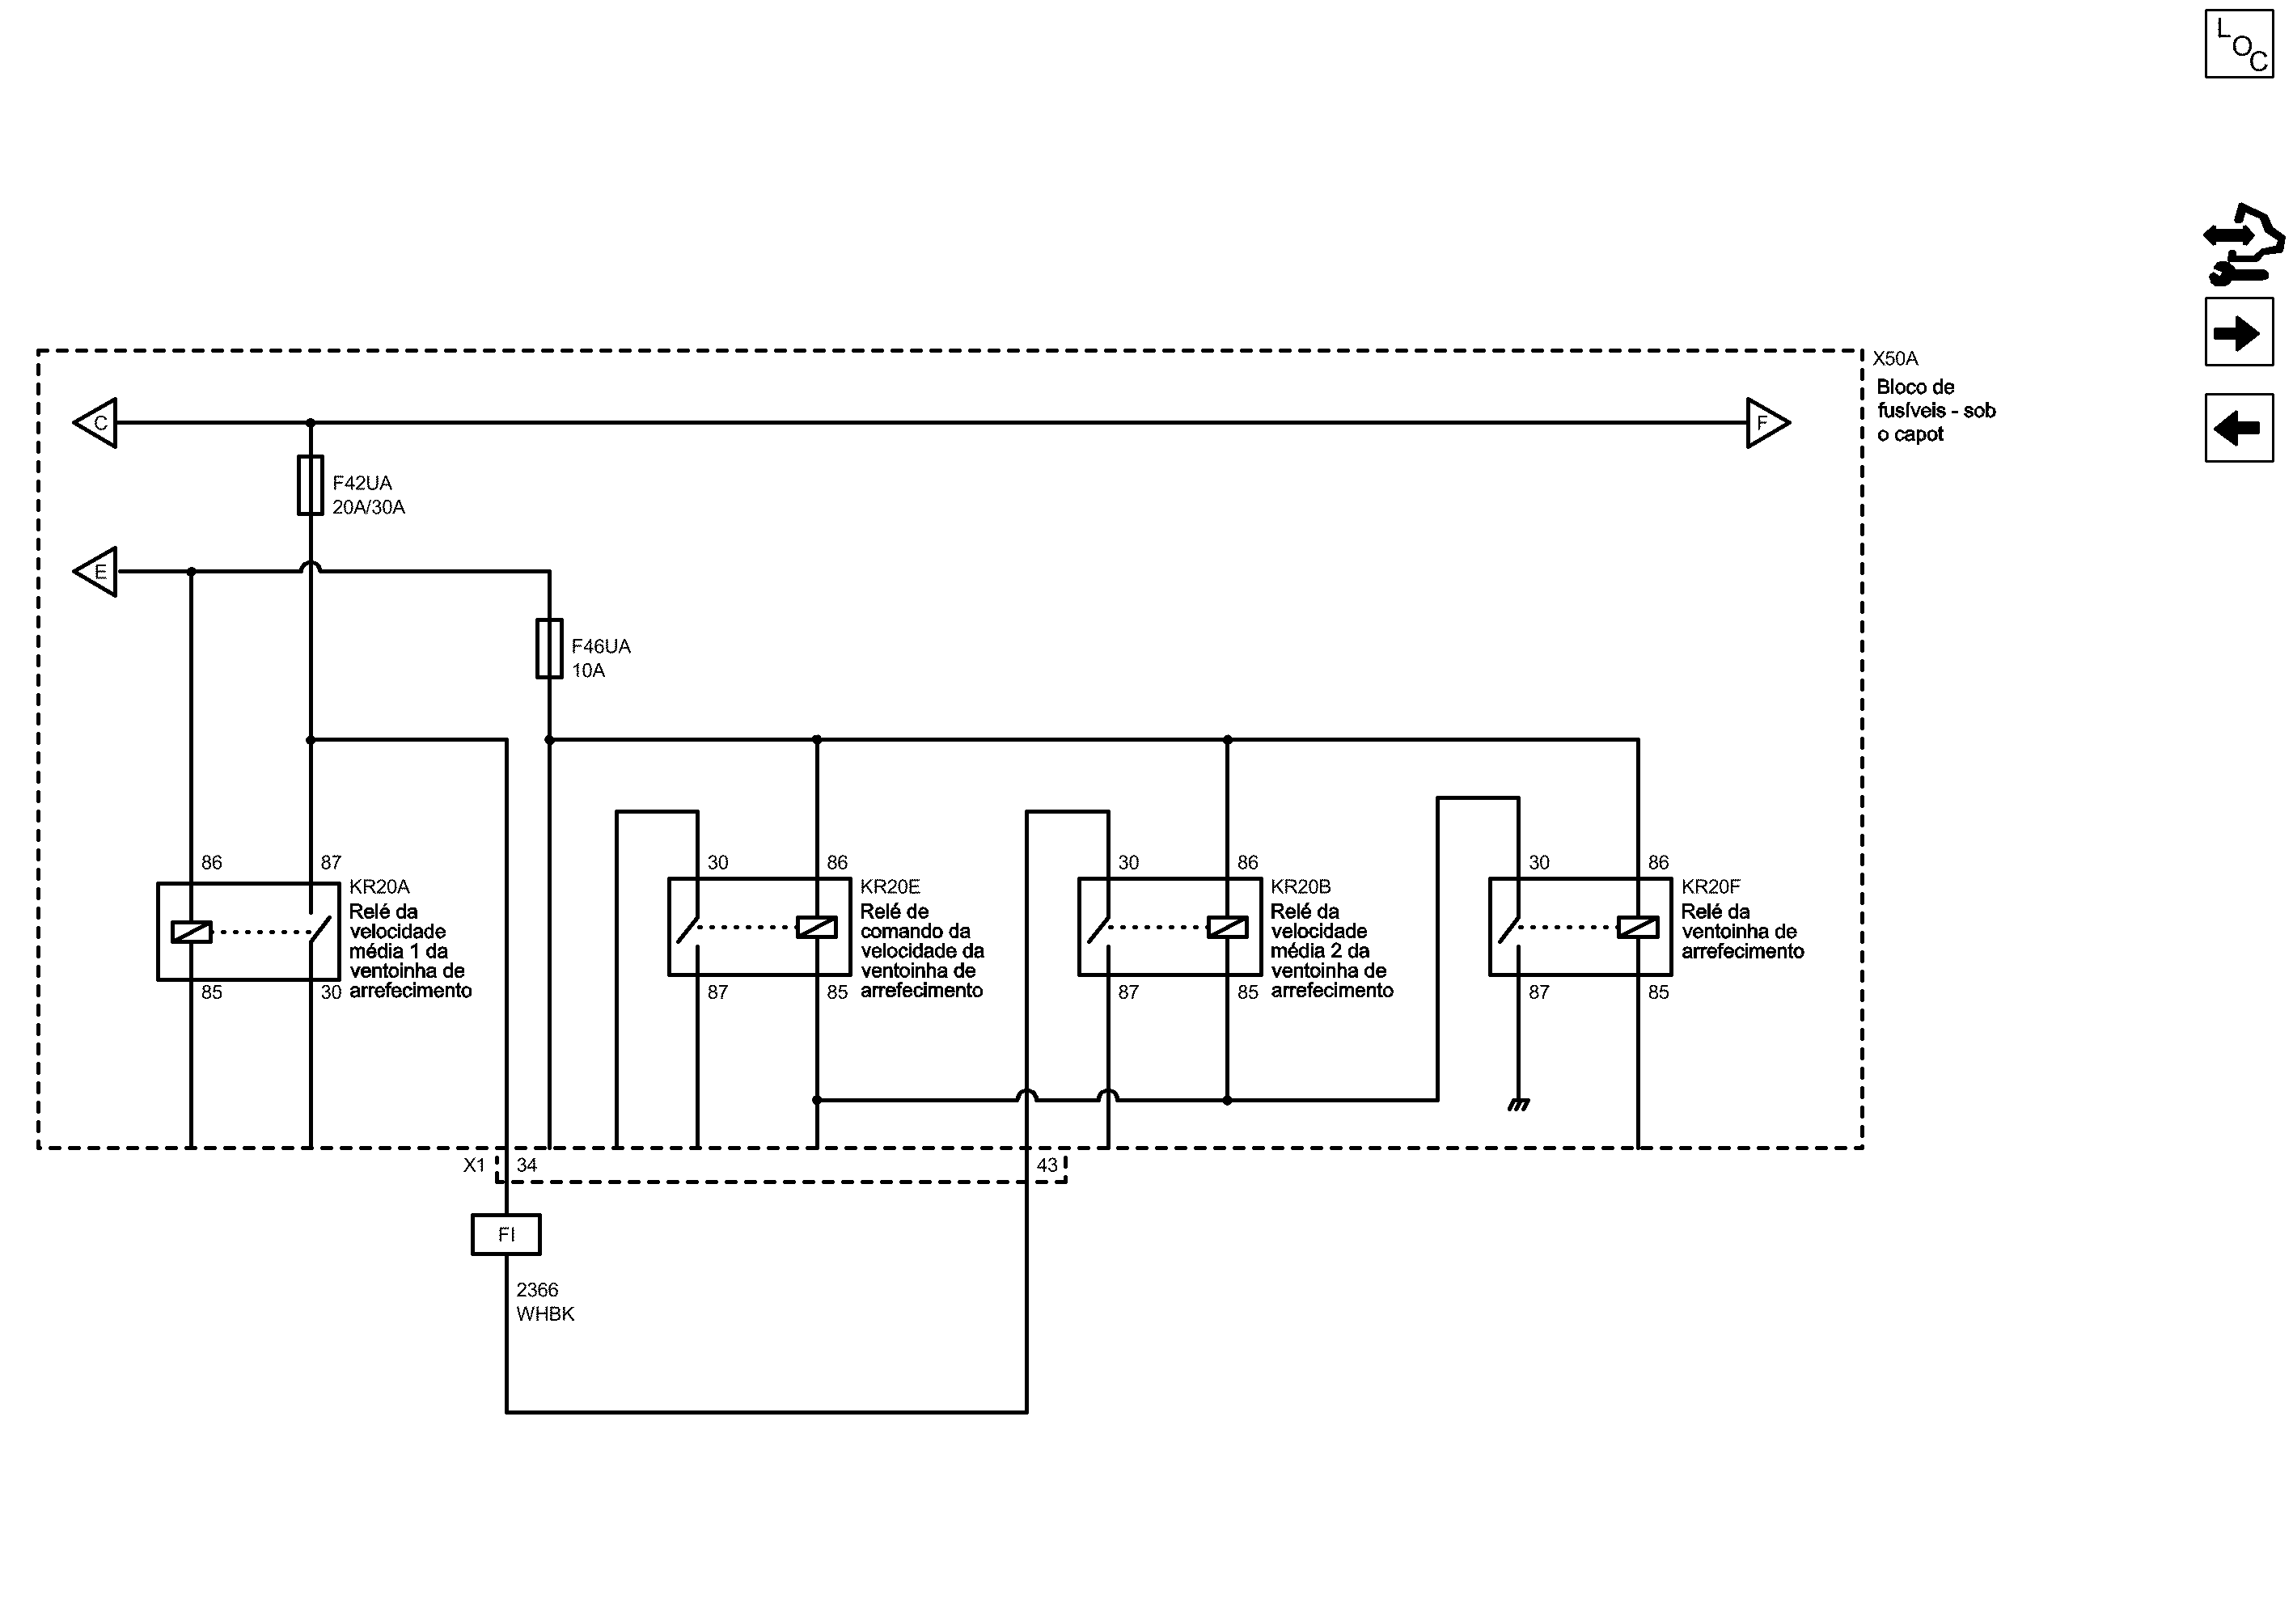 L
O
C
X50A
Bloco de
fusíveis - sob
o capot
C
F
F42UA
20A/30A
E
F46UA
10A
86
87
KR20A
Relé da
velocidade
média 1 da
ventoinha de
arrefecimento
85
30
30
86
KR20E
Relé de
comando da
velocidade da
ventoinha de
arrefecimento
87
85
30
86
KR20B
Relé da
velocidade
média 2 da
ventoinha de
arrefecimento
87
85
30
86
KR20F
Relé da
ventoinha de
arrefecimento
87
85
X1
34
43
FI
2366
WHBK